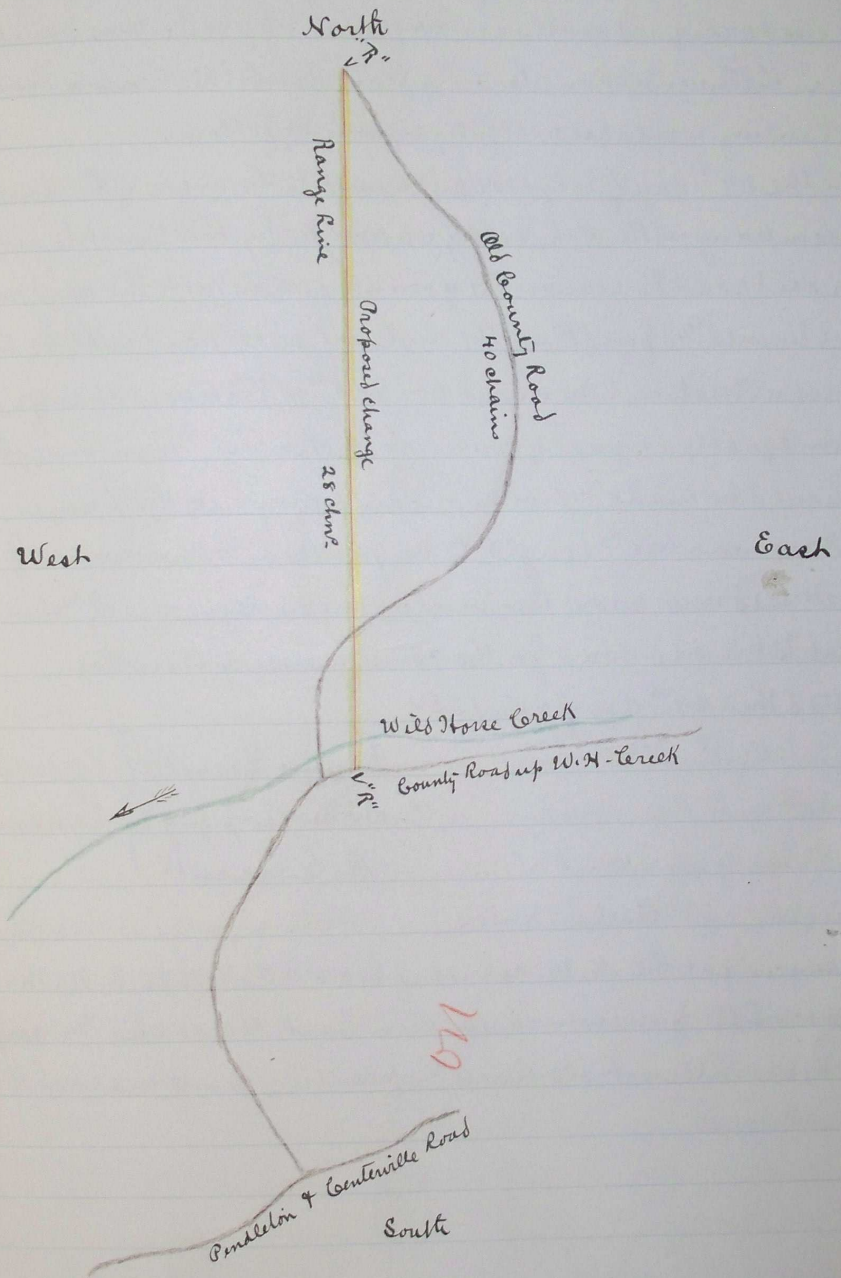 North
"R"
Range Line
Old County Road
40 chains
Proposed change
28 chns.
West
East
Wild Horse Creek
County Road up W. H. Creek
"R"
Pendleton & Centerville Road
South